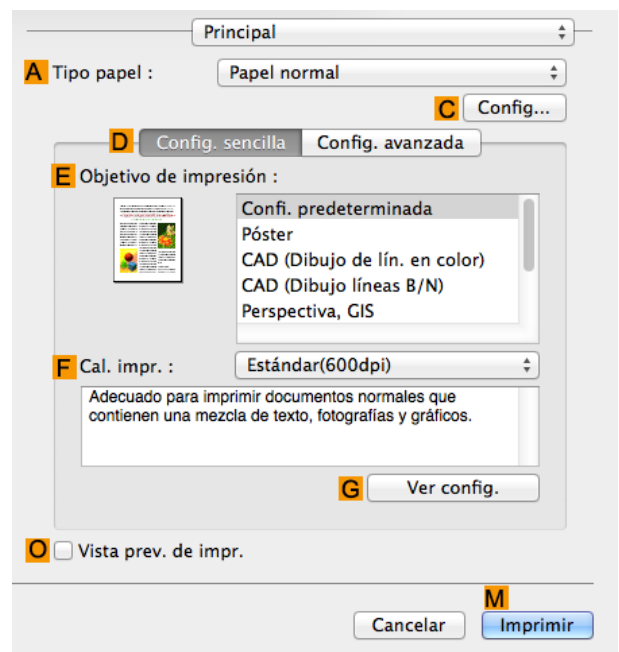 Principal
A Tipo papel : Papel normal
C Config...
D Config. sencilla Config. avanzada
E Objetivo de impresión :
Confi. predeterminada
Póster
CAD (Dibujo de lín. en color)
CAD (Dibujo líneas B/N)
Perspectiva, GIS
F Cal. impr. : Estándar(600dpi)
Adecuado para imprimir documentos normales que
contienen una mezcla de texto, fotografías y gráficos.
G Ver config.
O Vista prev. de impr.
M
Cancelar Imprimir